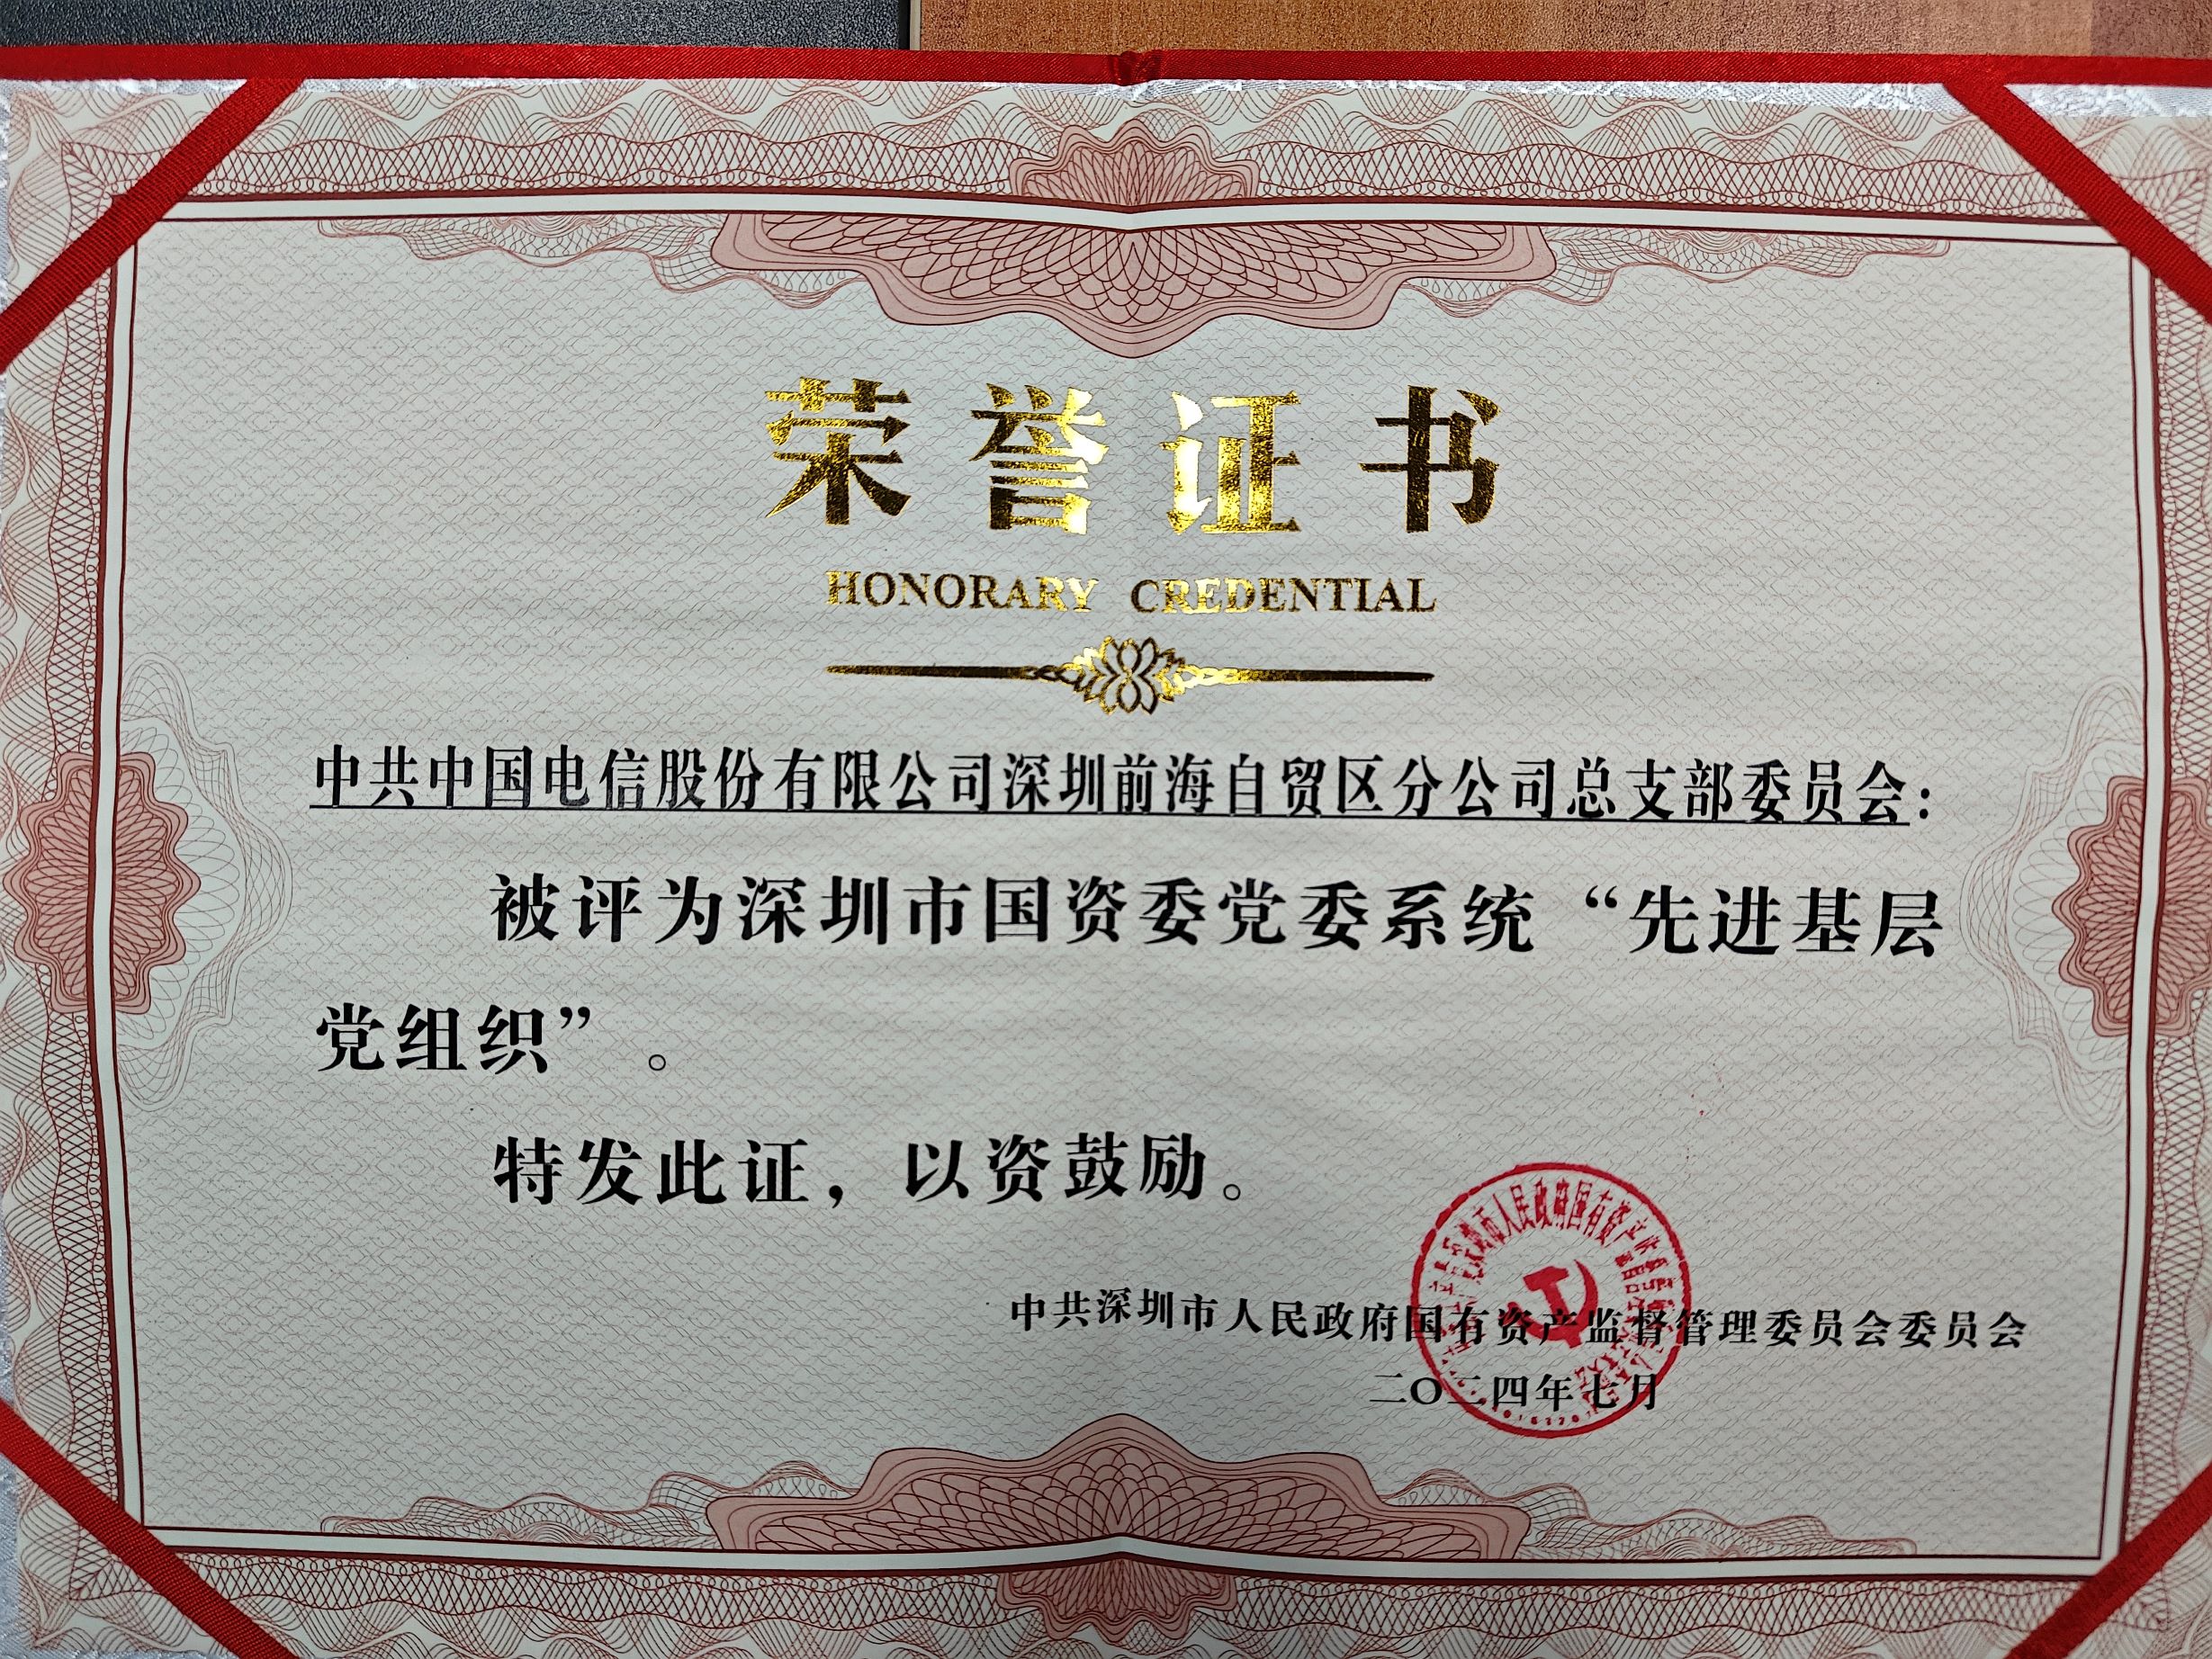 荣誉证书
HONORARY CREDENTIAL
中共中国电信股份有限公司深圳前海自贸区分公司总支部委员会:
被评为深圳市国资委党委系统“先进基层
党组织”。
特发此证，以资鼓励。
中共深圳市人民政府国有资产监督管理委员会委员会
二〇二四年七月